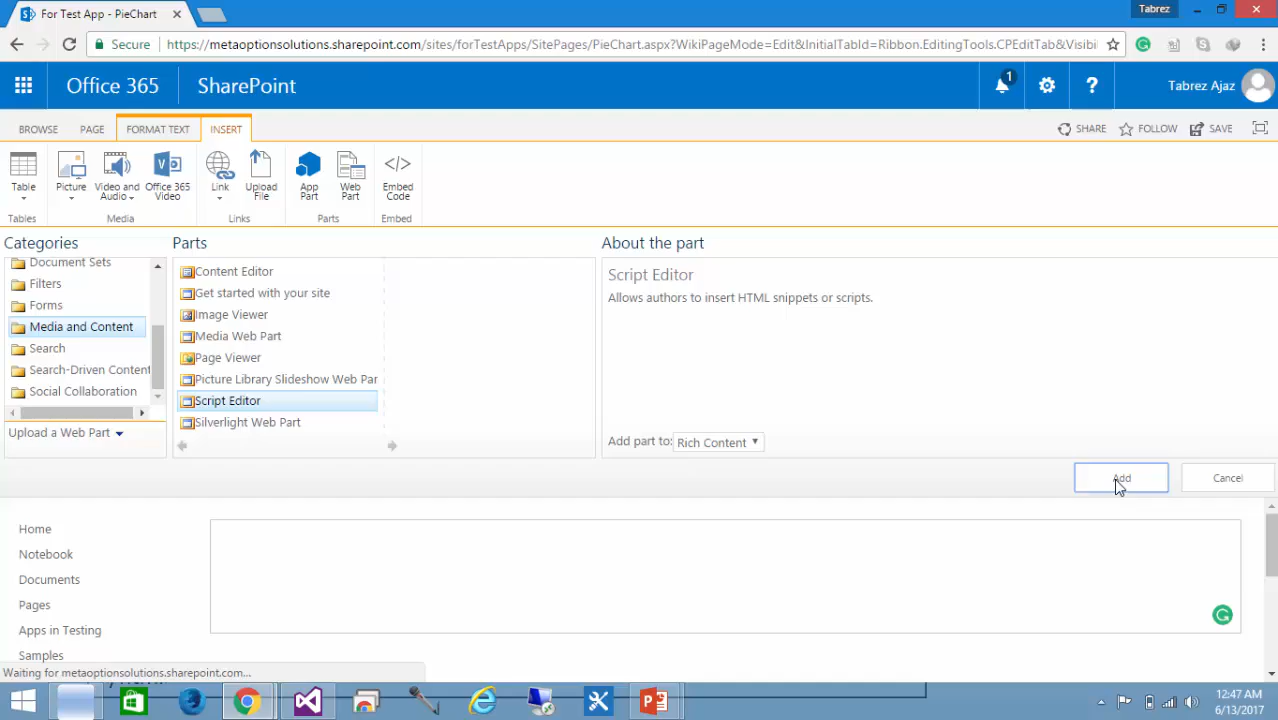 For Test App - PieChart
Tabrez
Secure
https://metaoptionsolutions.sharepoint.com/sites/forTestApps/SitePages/PieChart.aspx?WikiPageMode=Edit&InitialTabId=Ribbon.EditingTools.CPEditTab&Visibi
Office 365
SharePoint
1
?
Tabrez Ajaz
BROWSE
PAGE
FORMAT TEXT
INSERT
SHARE
FOLLOW
SAVE
Table
Picture
Video and Audio
Office 365 Video
Link
Upload File
App Part
Web Part
</>
Embed Code
Tables
Media
Links
Parts
Embed
Categories
Document Sets
Filters
Forms
Media and Content
Search
Search-Driven Content
Social Collaboration
Upload a Web Part
Parts
Content Editor
Get started with your site
Image Viewer
Media Web Part
Page Viewer
Picture Library Slideshow Web Par
Script Editor
Silverlight Web Part
About the part
Script Editor
Allows authors to insert HTML snippets or scripts.
Add part to: Rich Content
Add
Cancel
Home
Notebook
Documents
Pages
Apps in Testing
Samples
Waiting for metaoptionsolutions.sharepoint.com...
12:47 AM
6/13/2017